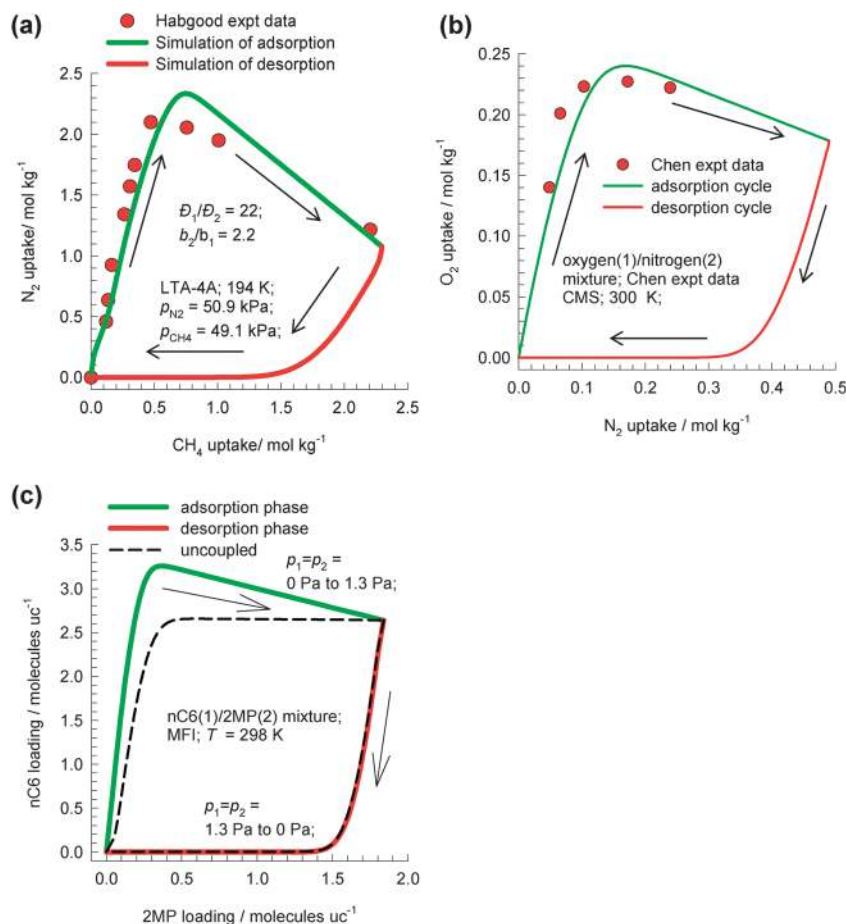 (a)
Habgood expt data
Simulation of adsorption
Simulation of desorption
2.5
2.0
1.5
1.0
0.5
0.0
N₂ uptake/ mol kg⁻¹
Đ₁/Đ₂ = 22;
b₂/b₁ = 2.2
LTA-4A; 194 K;
p_N2 = 50.9 kPa;
p_CH4 = 49.1 kPa;
0.0 0.5 1.0 1.5 2.0 2.5
CH₄ uptake/ mol kg⁻¹
(b)
0.25
0.20
0.15
0.10
0.05
0.00
O₂ uptake/ mol kg⁻¹
Chen expt data
adsorption cycle
desorption cycle
oxygen(1)/nitrogen(2)
mixture; Chen expt data
CMS; 300 K;
0.0 0.1 0.2 0.3 0.4 0.5
N₂ uptake / mol kg⁻¹
(c)
adsorption phase
desorption phase
uncoupled
3.5
3.0
2.5
2.0
1.5
1.0
0.5
0.0
nC6 loading / molecules uc⁻¹
p₁=p₂ =
0 Pa to 1.3 Pa;
nC6(1)/2MP(2) mixture;
MFI; T = 298 K
p₁=p₂ =
1.3 Pa to 0 Pa;
0.0 0.5 1.0 1.5 2.0
2MP loading / molecules uc⁻¹